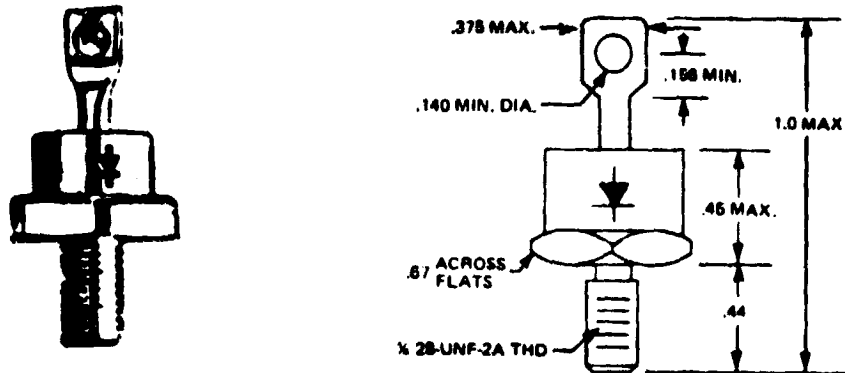 .375 MAX.
.156 MIN.
.140 MIN. DIA.
1.0 MAX
.45 MAX.
.67 ACROSS
FLATS
.44
¼ 28-UNF-2A THD